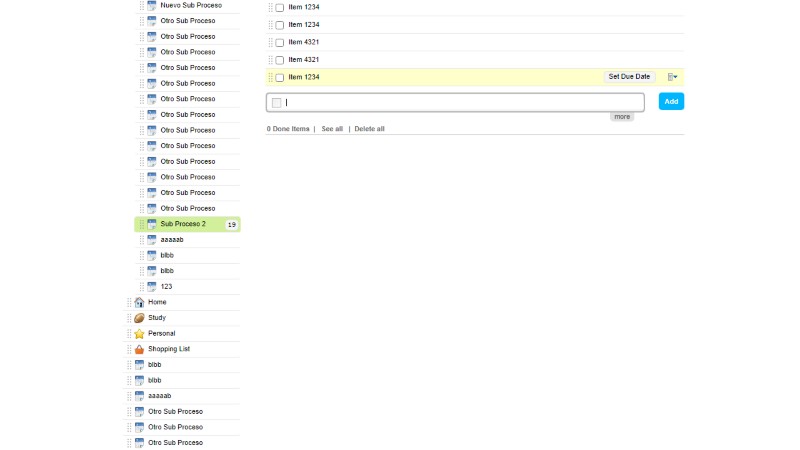 Nuevo Sub Proceso
Otro Sub Proceso
Otro Sub Proceso
Otro Sub Proceso
Otro Sub Proceso
Otro Sub Proceso
Otro Sub Proceso
Otro Sub Proceso
Otro Sub Proceso
Otro Sub Proceso
Otro Sub Proceso
Otro Sub Proceso
Otro Sub Proceso
Otro Sub Proceso
Sub Proceso 2 19
aaaaab
blbb
blbb
123
Home
Study
Personal
Shopping List
blbb
blbb
aaaaab
Otro Sub Proceso
Otro Sub Proceso
Otro Sub Proceso
Item 1234
Item 1234
Item 4321
Item 4321
Item 1234 Set Due Date
Add
more
0 Done Items | See all | Delete all